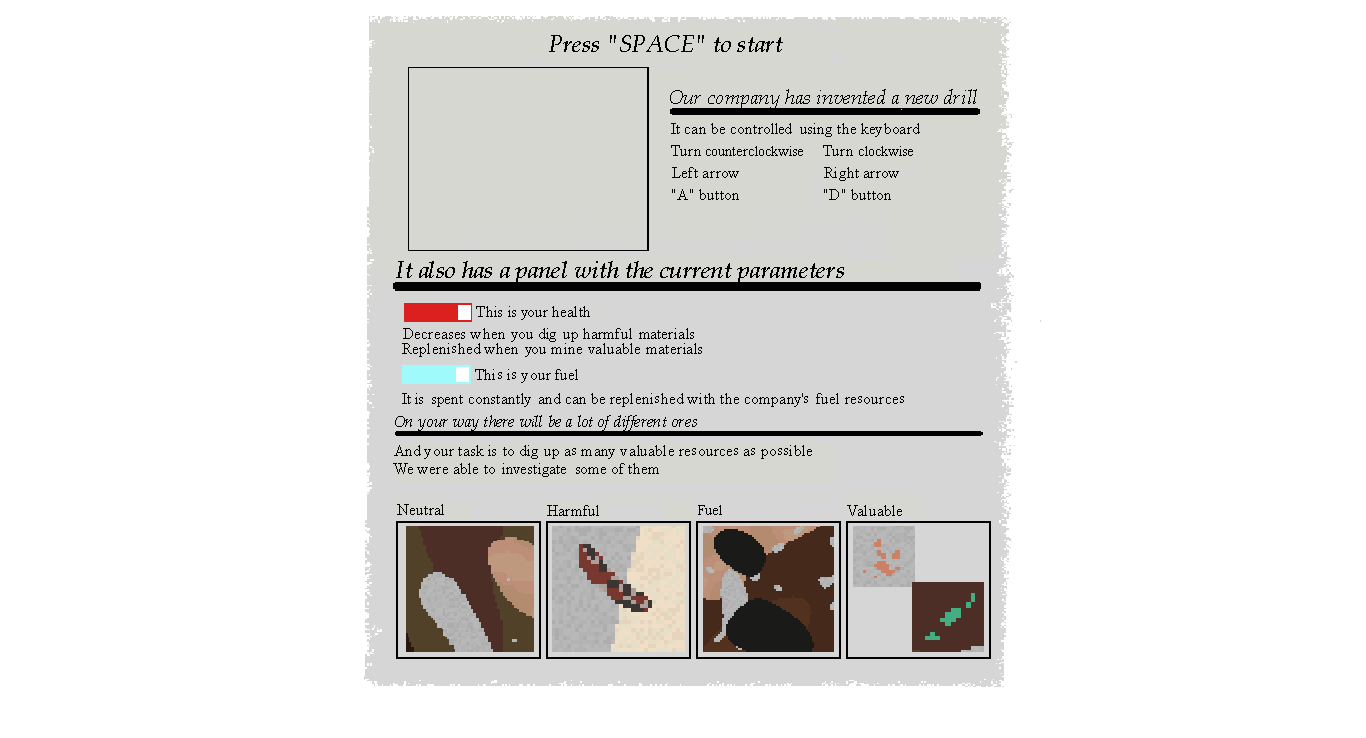 Press "SPACE" to start
Our company has invented a new drill
It can be controlled using the keyboard
Turn counterclockwise Turn clockwise
Left arrow Right arrow
"A" button "D" button
It also has a panel with the current parameters
This is your health
Decreases when you dig up harmful materials
Replenished when you mine valuable materials
This is your fuel
It is spent constantly and can be replenished with the company's fuel resources
On your way there will be a lot of different ores
And your task is to dig up as many valuable resources as possible
We were able to investigate some of them
Neutral Harmful Fuel Valuable